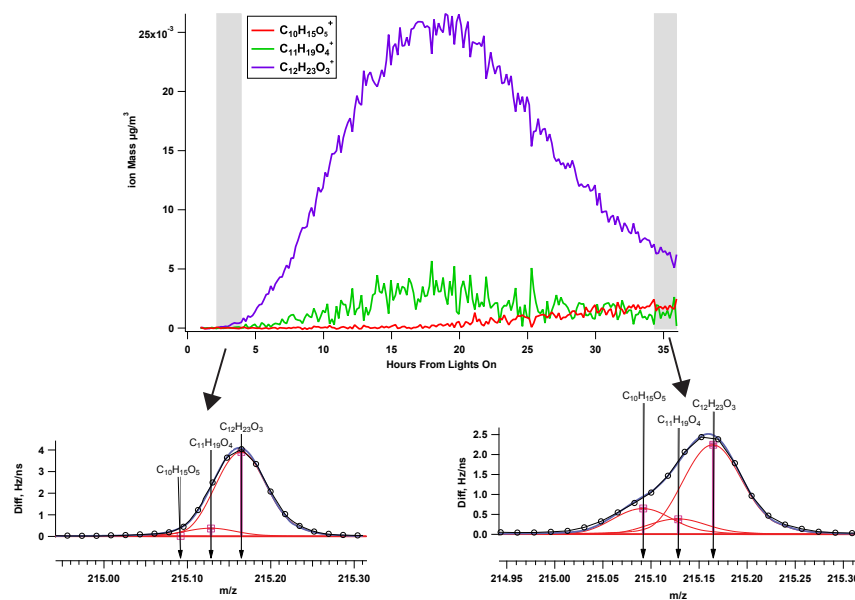 C10H15O5+
C11H19O4+
C12H23O3+
25x10-3
20
15
10
5
0
ion Mass µg/m3
0 5 10 15 20 25 30 35
Hours From Lights On
C12H23O3
C11H19O4
C10H15O5
4
3
2
1
0
Diff, Hz/ns
215.00 215.10 215.20 215.30
m/z
C10H15O5
C12H23O3
C11H19O4
2.5
2.0
1.5
1.0
0.5
0.0
Diff, Hz/ns
214.95 215.00 215.05 215.10 215.15 215.20 215.25 215.30
m/z